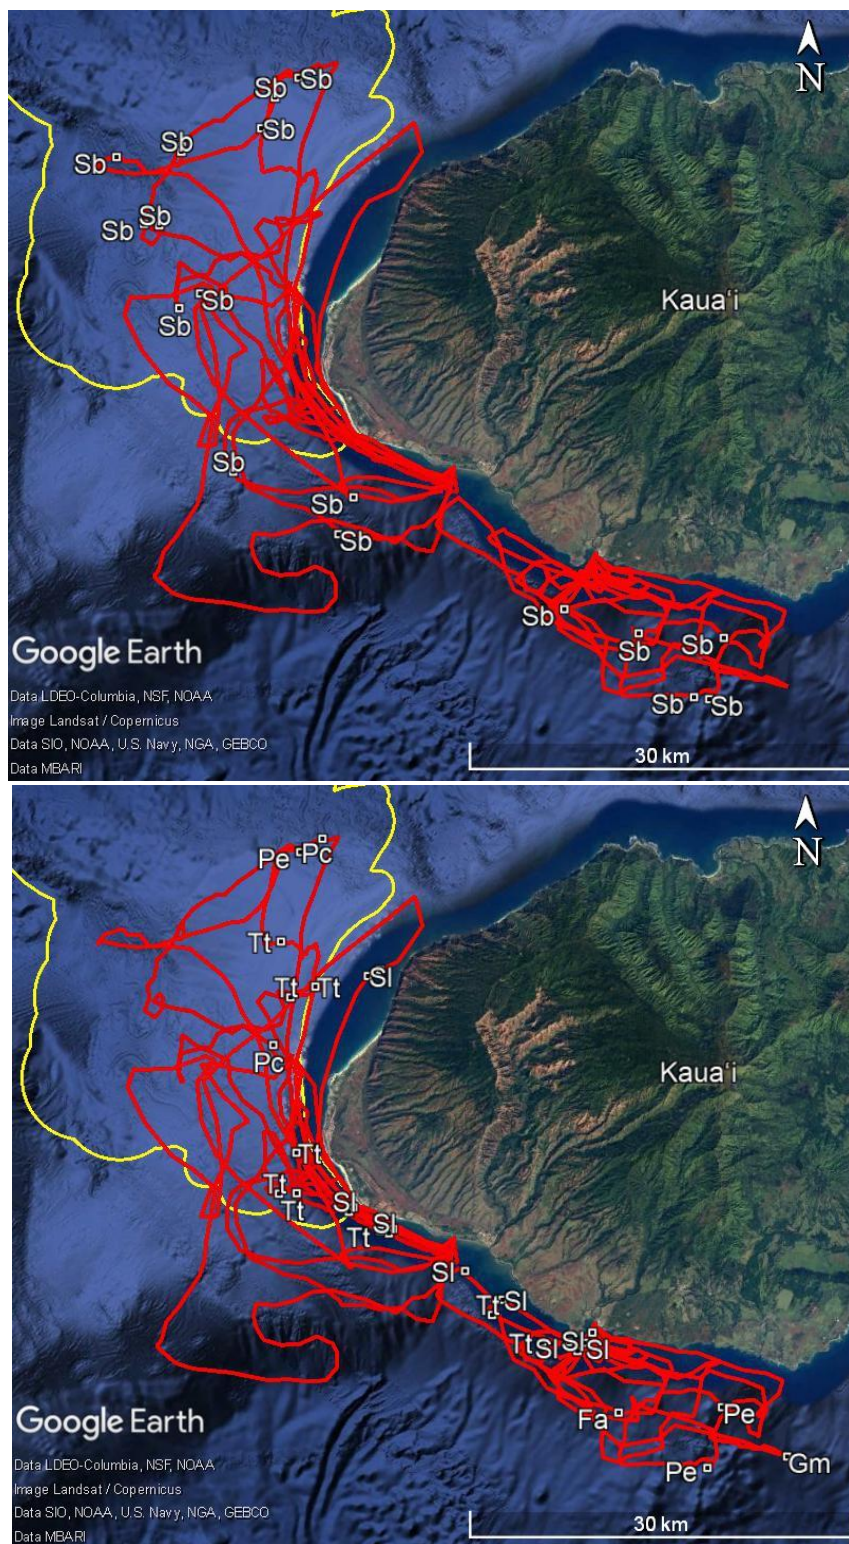 N
Sb
Sb
Sb
Sb
Sb
Sb
Sb
Sb
Sb
Kaua'i
Sb
Sb
Sb
Sb
Sb
Sb
Sb
Sb
Google Earth
Data LDEO-Columbia, NSF, NOAA
Image Landsat / Copernicus
Data SIO, NOAA, U.S. Navy, NGA, GEBCO
Data MBARI
30 km
N
Pe
Pc
Tt
Tt
Tt
Sl
Pc
Kaua'i
Tt
Tt
Tt
Sl
Sl
Tt
Sl
Tt
Sl
Tt
Sl
Sl
Sl
Fa
Pe
Pe
Gm
Google Earth
Data LDEO-Columbia, NSF, NOAA
Image Landsat / Copernicus
Data SIO, NOAA, U.S. Navy, NGA, GEBCO
Data MBARI
30 km